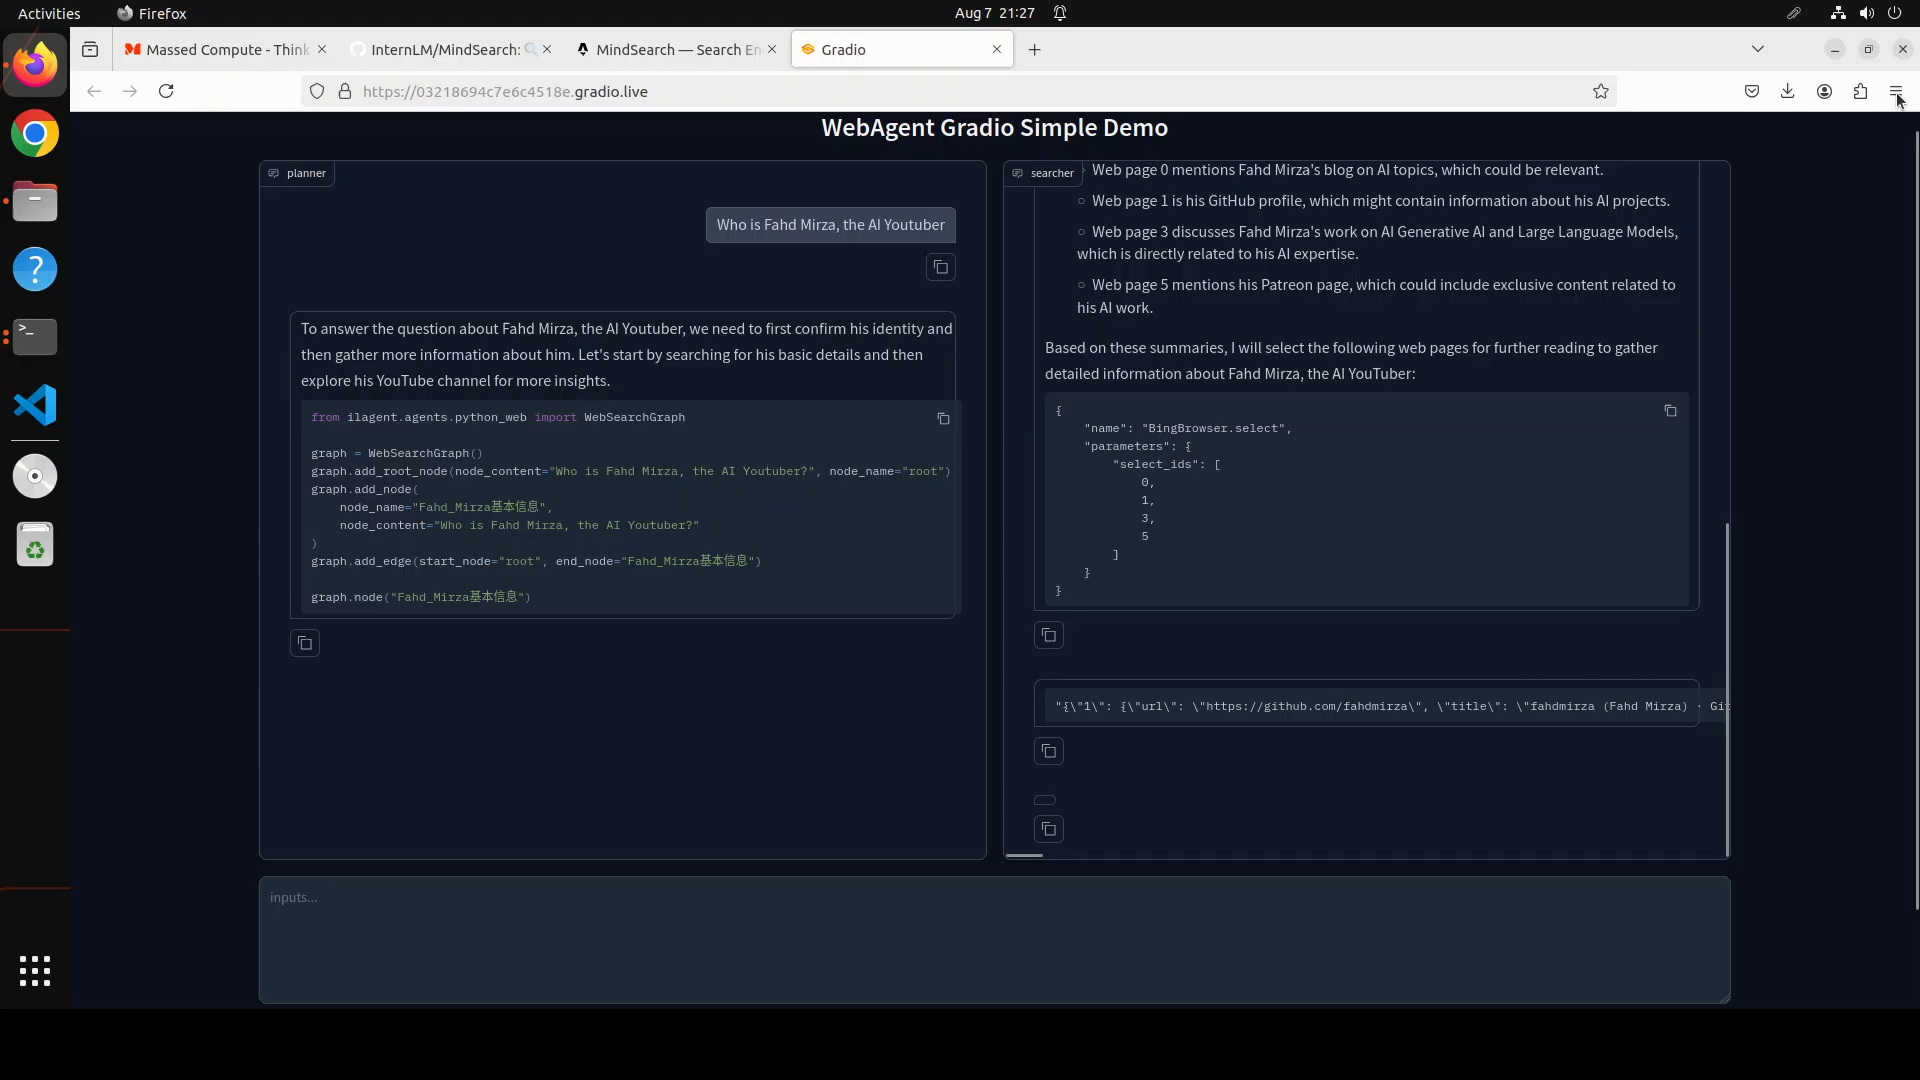 Activities
Firefox
Aug 7 21:27
Massed Compute - Think
InternLM/MindSearch:
MindSearch — Search En
Gradio
https://03218694c7e6c4518e.gradio.live
WebAgent Gradio Simple Demo
planner
Who is Fahd Mirza, the AI Youtuber
To answer the question about Fahd Mirza, the AI Youtuber, we need to first confirm his identity and
then gather more information about him. Let's start by searching for his basic details and then
explore his YouTube channel for more insights.
from ilagent.agents.python_web import WebSearchGraph
graph = WebSearchGraph()
graph.add_root_node(node_content="Who is Fahd Mirza, the AI Youtuber?", node_name="root")
graph.add_node(
node_name="Fahd_Mirza基本信息",
node_content="Who is Fahd Mirza, the AI Youtuber?"
)
graph.add_edge(start_node="root", end_node="Fahd_Mirza基本信息")
graph.node("Fahd_Mirza基本信息")
searcher
Web page 0 mentions Fahd Mirza's blog on AI topics, which could be relevant.
Web page 1 is his GitHub profile, which might contain information about his AI projects.
Web page 3 discusses Fahd Mirza's work on AI Generative AI and Large Language Models,
which is directly related to his AI expertise.
Web page 5 mentions his Patreon page, which could include exclusive content related to
his AI work.
Based on these summaries, I will select the following web pages for further reading to gather
detailed information about Fahd Mirza, the AI YouTuber:
{
"name": "BingBrowser.select",
"parameters": {
"select_ids": [
0,
1,
3,
5
]
}
}
"{\"1\": {\"url\": \"https://github.com/fahdmirza\", \"title\": \"fahdmirza (Fahd Mirza) · Git
inputs...